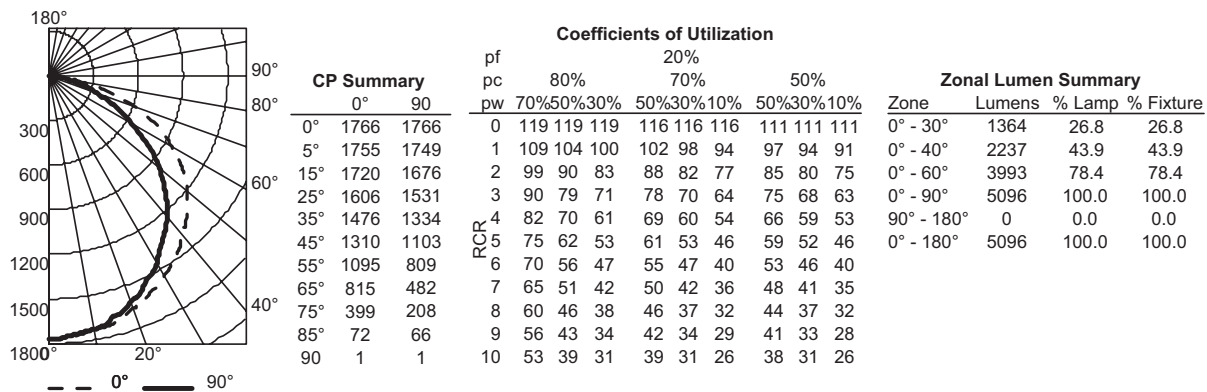 180°
90°
80°
60°
40°
20°
300
600
900
1200
1500
1800
0°
0° 90°
CP Summary
0° 90
0° 1766 1766
5° 1755 1749
15° 1720 1676
25° 1606 1531
35° 1476 1334
45° 1310 1103
55° 1095 809
65° 815 482
75° 399 208
85° 72 66
90 1 1
Coefficients of Utilization
pf 20%
pc 80% 70% 50%
pw 70%50%30% 50%30%10% 50%30%10%
RCR
0 119 119 119 116 116 116 111 111 111
1 109 104 100 102 98 94 97 94 91
2 99 90 83 88 82 77 85 80 75
3 90 79 71 78 70 64 75 68 63
4 82 70 61 69 60 54 66 59 53
5 75 62 53 61 53 46 59 52 46
6 70 56 47 55 47 40 53 46 40
7 65 51 42 50 42 36 48 41 35
8 60 46 38 46 37 32 44 37 32
9 56 43 34 42 34 29 41 33 28
10 53 39 31 39 31 26 38 31 26
Zonal Lumen Summary
Zone Lumens % Lamp % Fixture
0° - 30° 1364 26.8 26.8
0° - 40° 2237 43.9 43.9
0° - 60° 3993 78.4 78.4
0° - 90° 5096 100.0 100.0
90° - 180° 0 0.0 0.0
0° - 180° 5096 100.0 100.0